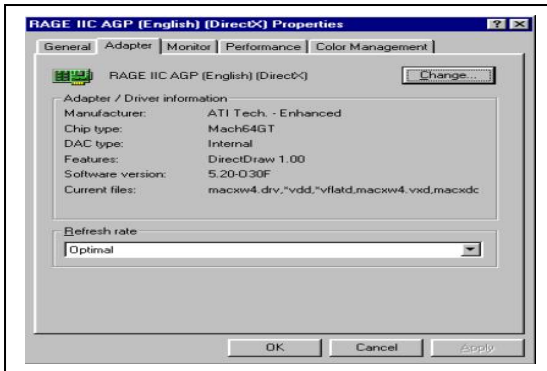 RAGE IIC AGP (English) (DirectX) Properties
General Adapter Monitor Performance Color Management
RAGE IIC AGP (English) (DirectX) Change...
Adapter / Driver information
Manufacturer: ATI Tech. - Enhanced
Chip type: Mach64GT
DAC type: Internal
Features: DirectDraw 1.00
Software version: 5.20-030F
Current files: macxw4.drv,*vdd,*vflatd,macxw4.vxd,macxdc
Refresh rate
Optimal
OK Cancel Apply